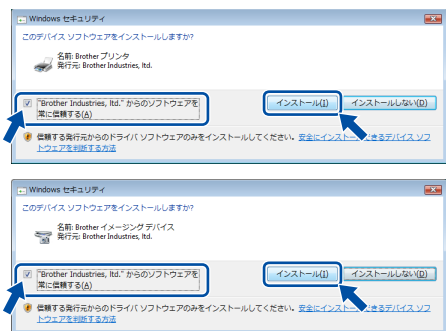 Windows セキュリティ
このデバイス ソフトウェアをインストールしますか?
名前: Brother プリンタ
発行元: Brother Industries, ltd.
"Brother Industries, ltd." からのソフトウェアを
常に信頼する(A)
インストール(I)
インストールしない(D)
信頼する発行元からのドライバ ソフトウェアのみをインストールしてください。安全にインストールできるデバイス ソフ
トウェアを判断する方法
Windows セキュリティ
このデバイス ソフトウェアをインストールしますか?
名前: Brother イメージング デバイス
発行元: Brother Industries, ltd.
"Brother Industries, ltd." からのソフトウェアを
常に信頼する(A)
インストール(I)
インストールしない(D)
信頼する発行元からのドライバ ソフトウェアのみをインストールしてください。安全にインストールできるデバイス ソフ
トウェアを判断する方法